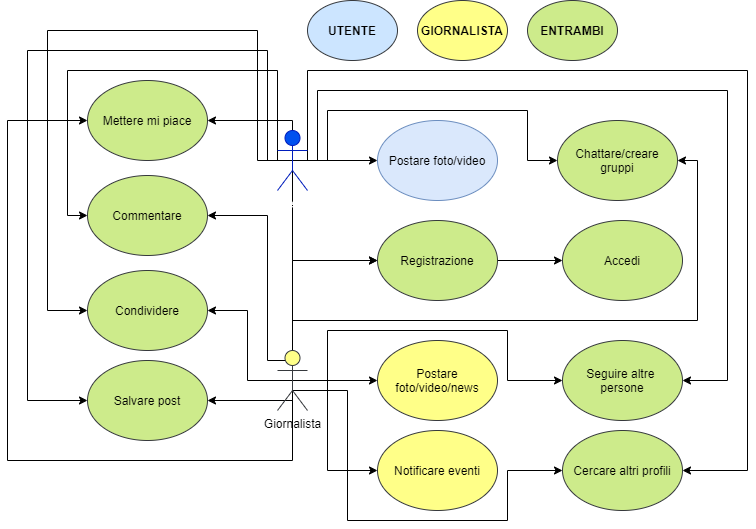 UTENTE
GIORNALISTA
ENTRAMBI
Mettere mi piace
Postare foto/video
Chattare/creare
gruppi
Commentare
Registrazione
Accedi
Condividere
Postare
foto/video/news
Seguire altre
persone
Salvare post
Giornalista
Notificare eventi
Cercare altri profili